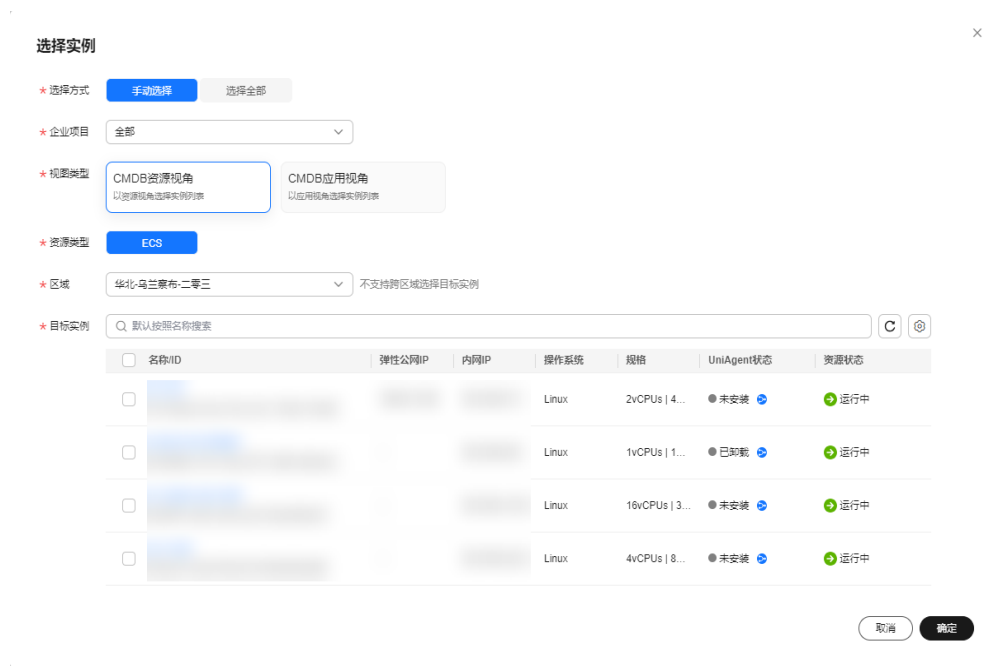 选择实例
* 选择方式 手动选择 选择全部
* 企业项目 全部
* 视图类型 CMDB资源视角 CMDB应用视角
以资源视角选择实例列表 以应用视角选择实例列表
* 资源类型 ECS
* 区域 华北-乌兰察布-二零三 不支持跨区域选择目标实例
* 目标实例 默认按照名称搜索
名称/ID 弹性公网IP 内网IP 操作系统 规格 UniAgent状态 资源状态
Linux 2vCPUs | 4... 未安装 运行中
Linux 1vCPUs | 1... 已卸载 运行中
Linux 16vCPUs | 3... 未安装 运行中
Linux 4vCPUs | 8... 未安装 运行中
取消 确定